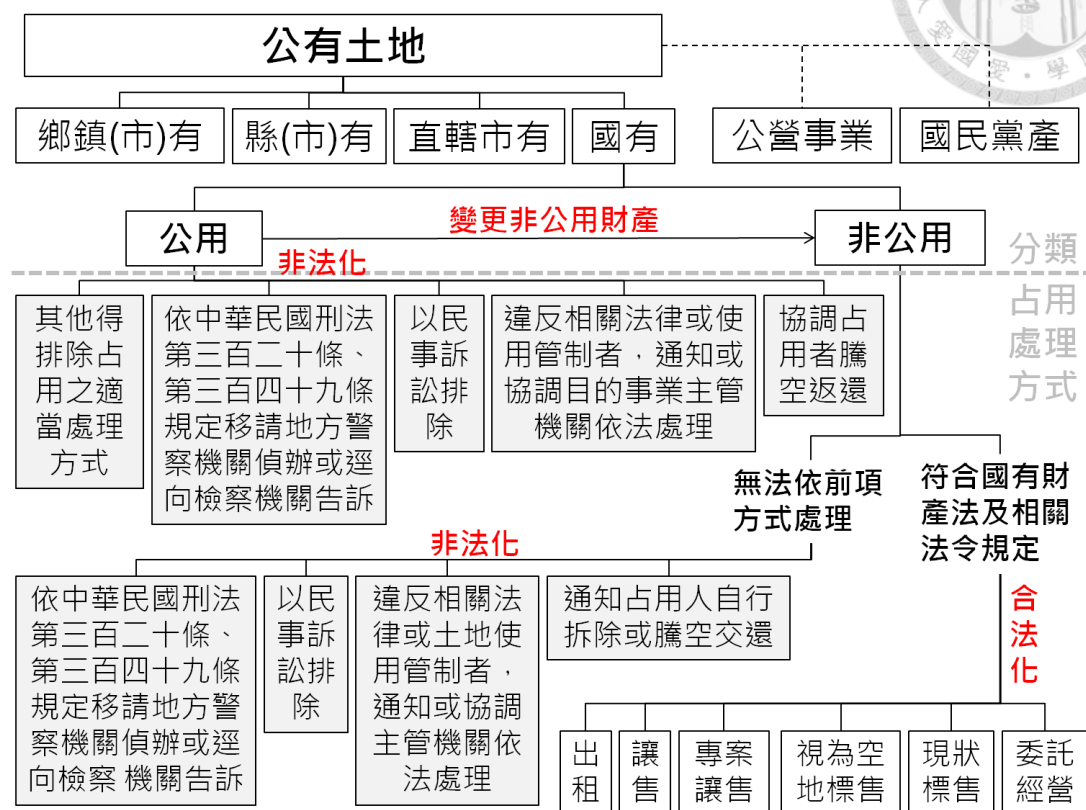 公有土地
鄉鎮(市)有
縣(市)有
直轄市有
國有
公營事業
國民黨產
公用
變更非公用財產
非公用
分類
非法化
占用
處理
方式
其他得
排除占
用之適
當處理
方式
依中華民國刑法
第三百二十條、
第三百四十九條
規定移請地方警
察機關偵辦或逕
向檢察機關告訴
以民
事訴
訟排
除
違反相關法律或使
用管制者，通知或
協調目的事業主管
機關依法處理
協調占
用者騰
空返還
無法依前項
方式處理
符合國有財
產法及相關
法令規定
非法化
合
法
化
依中華民國刑法
第三百二十條、
第三百四十九條
規定移請地方警
察機關偵辦或逕
向檢察 機關告訴
以民
事訴
訟排
除
違反相關法
律或土地使
用管制者，
通知或協調
主管機關依
法處理
通知占用人自行
拆除或騰空交還
出
租
讓
售
專案
讓售
視為空
地標售
現狀
標售
委託
經營
愛國愛·學